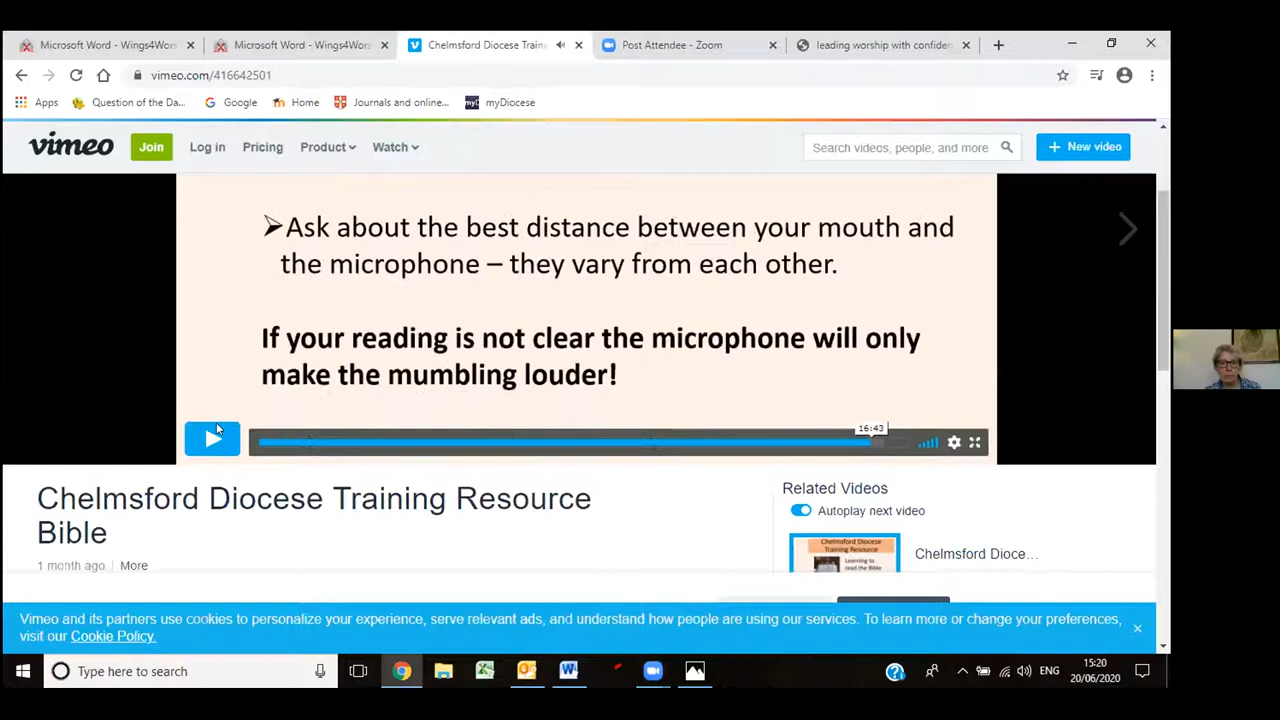 Microsoft Word - Wings4Wors
Microsoft Word - Wings4Wors
Chelmsford Diocese Traini
Post Attendee - Zoom
leading worship with confiden
vimeo.com/416642501
Apps
Question of the Da...
Google
Home
Journals and online...
myDiocese
vimeo
Join
Log in
Pricing
Product
Watch
Search videos, people, and more
+ New video
➢Ask about the best distance between your mouth and
the microphone – they vary from each other.
If your reading is not clear the microphone will only
make the mumbling louder!
16:43
Chelmsford Diocese Training Resource
Bible
1 month ago
More
Related Videos
Autoplay next video
Chelmsford Diocese
Training Resource
Learning to
read the Bible
Chelmsford Dioce...
Vimeo and its partners use cookies to personalize your experience, serve relevant ads, and understand how people are using our services. To learn more or change your preferences,
visit our Cookie Policy.
Type here to search
ENG
15:20
20/06/2020